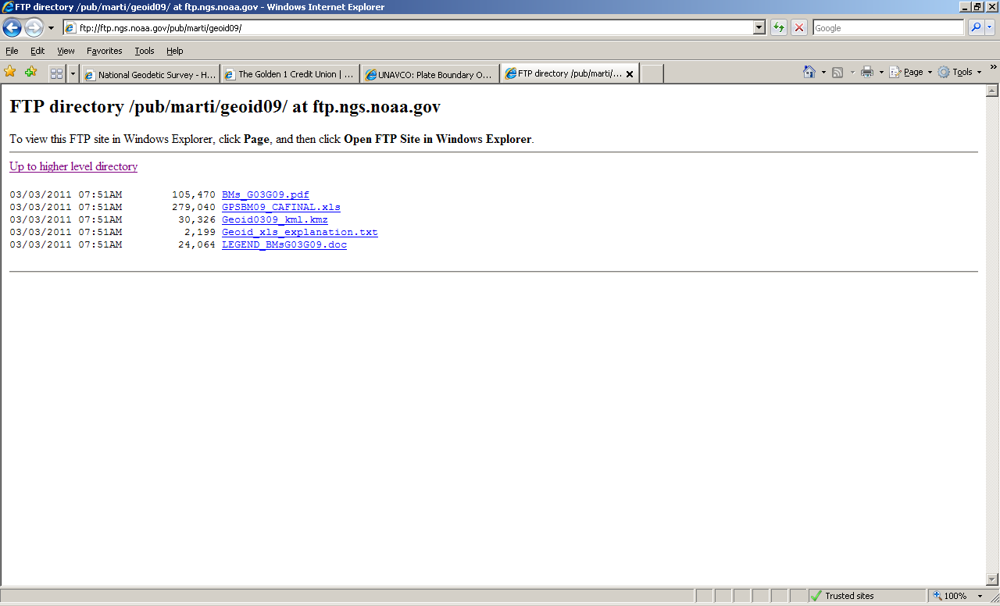 FTP directory /pub/marti/geoid09/ at ftp.ngs.noaa.gov - Windows Internet Explorer
ftp://ftp.ngs.noaa.gov/pub/marti/geoid09/
Google
File Edit View Favorites Tools Help
National Geodetic Survey - H... The Golden 1 Credit Union | ... UNAVCO: Plate Boundary O... FTP directory /pub/marti/... Page Tools
FTP directory /pub/marti/geoid09/ at ftp.ngs.noaa.gov
To view this FTP site in Windows Explorer, click Page, and then click Open FTP Site in Windows Explorer.
Up to higher level directory
03/03/2011 07:51AM 105,470 BMs_G03G09.pdf
03/03/2011 07:51AM 279,040 GPSBM09_CAFINAL.xls
03/03/2011 07:51AM 30,326 Geoid0309_kml.kmz
03/03/2011 07:51AM 2,199 Geoid_xls_explanation.txt
03/03/2011 07:51AM 24,064 LEGEND_BMsG03G09.doc
Trusted sites 100%